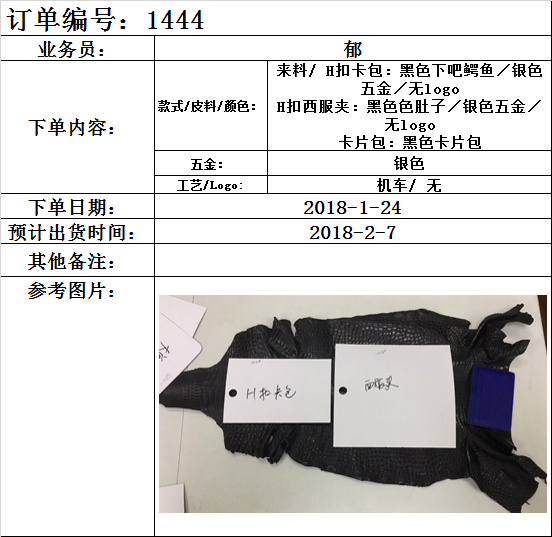 订单编号：1444
业务员：
郁
下单内容：
款式/皮料/颜色：
来料/ H扣卡包：黑色下吧鳄鱼／银色
五金／无logo
H扣西服夹：黑色色肚子／银色五金／
无logo
卡片包：黑色卡片包
五金：
银色
工艺/Logo：
机车/ 无
下单日期：
2018-1-24
预计出货时间：
2018-2-7
其他备注：
参考图片：
H扣卡包
西服夹